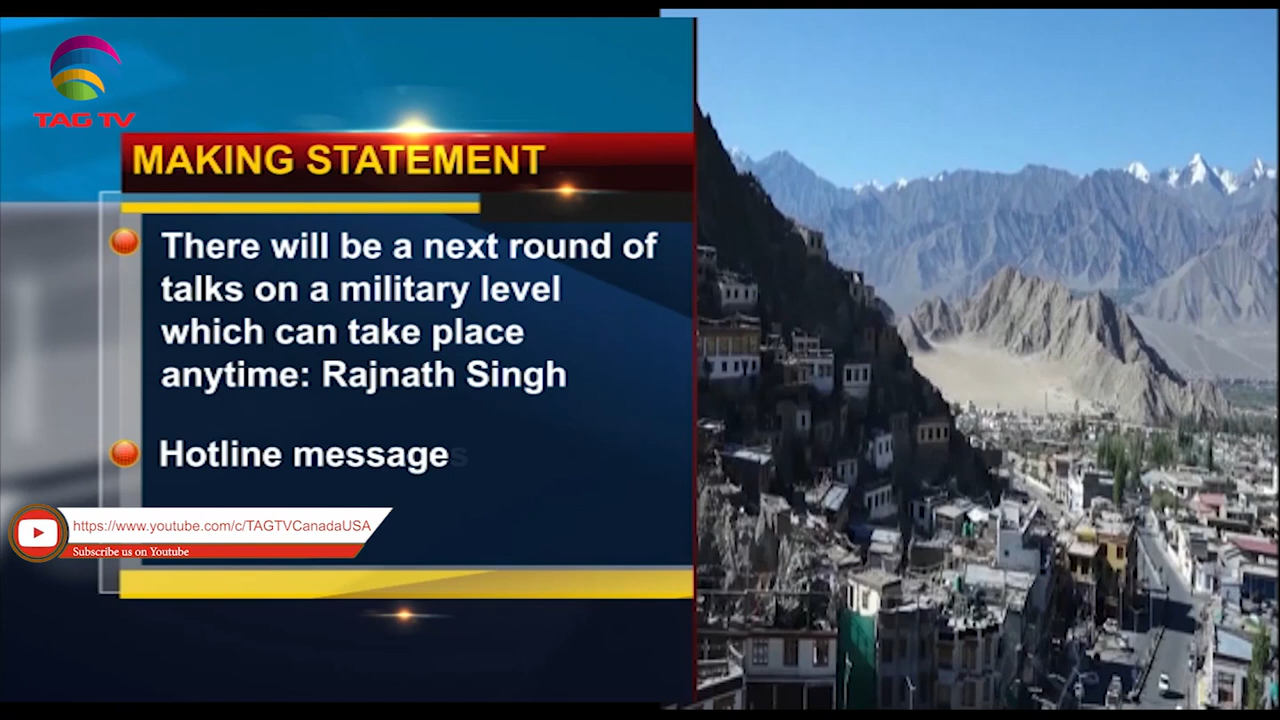 TAG TV
MAKING STATEMENT
There will be a next round of
talks on a military level
which can take place
anytime: Rajnath Singh
Hotline messages
https://www.youtube.com/c/TAGTVCanadaUSA
Subscribe us on Youtube